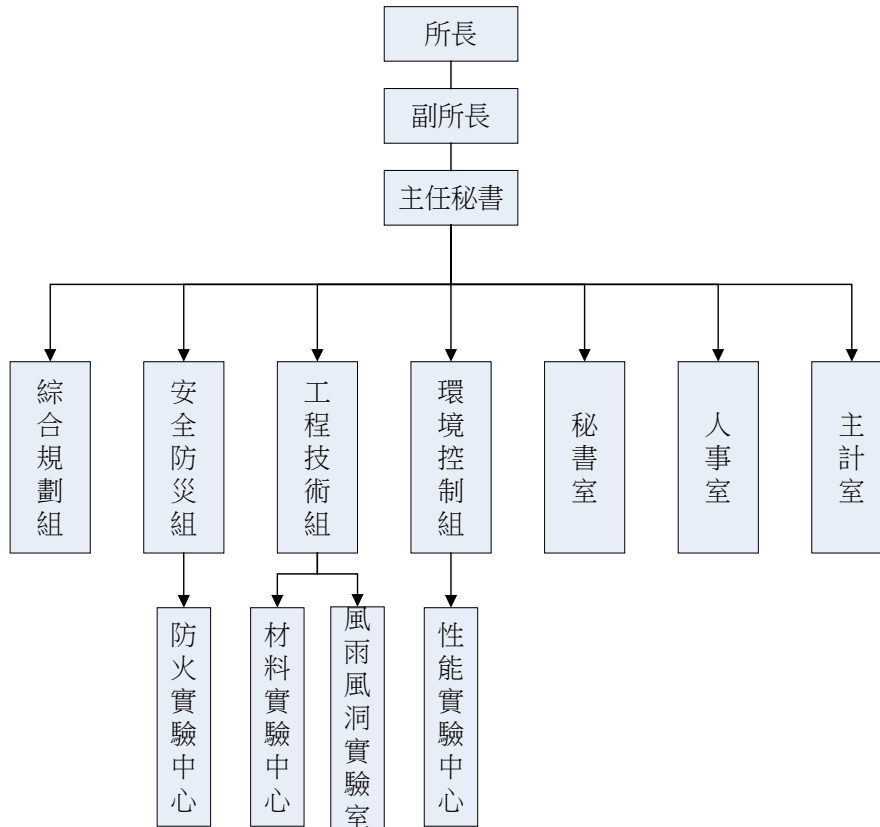 所長
副所長
主任秘書
綜合規劃組
安全防災組
工程技術組
環境控制組
秘書室
人事室
主計室
防火實驗中心
材料實驗中心
風雨風洞實驗室
性能實驗中心